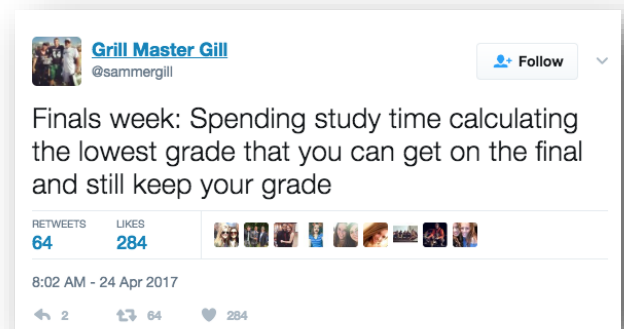 Grill Master Gill
@sammergill
Follow
Finals week: Spending study time calculating
the lowest grade that you can get on the final
and still keep your grade
RETWEETS LIKES
64 284
8:02 AM - 24 Apr 2017
2 64 284